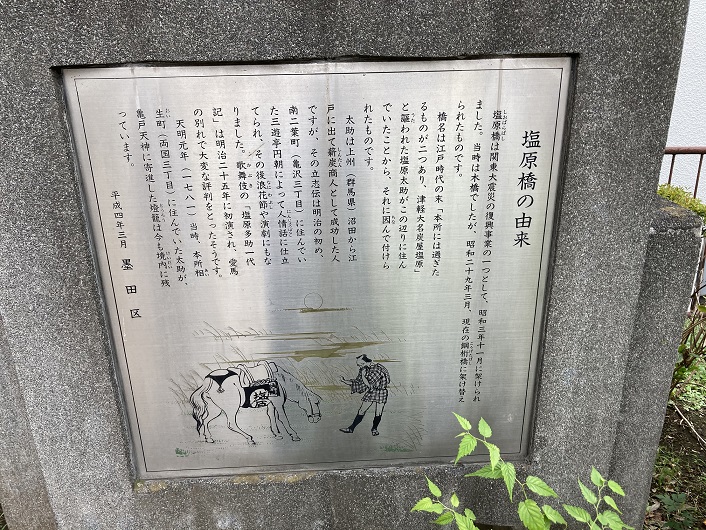 塩原橋の由来
塩原橋は関東大震災の復興事業の一つとして、昭和三年十一月に架けられ
ました。当時は木橋でしたが、昭和二十九年三月、現在の鋼桁橋に架け替え
られたものです。
橋名は江戸時代の末、「本所には過ぎた
るものが二つあり、津軽大名炭屋塩原」
と謳われた塩原太助がこの辺りに住ん
でいたことから、それに因んで付けら
れたものです。
太助は上州(群馬県)沼田から江
戸に出て薪炭商人として成功した人
ですが、その立志伝は明治の初め、
南二葉町(亀沢三丁目)に住んでい
た三遊亭円朝によって人情話に仕立
てられ、その後浪花節や演劇にもな
りました。歌舞伎の「塩原多助一代
記」は明治二十五年に初演され、愛馬
の別れで大変な評判をとったそうです。
天明元年(一七八一)当時、本所相
生町(両国三丁目)に住んでいた太助が、
亀戸天神に寄進した燈籠は今も境内に残
っています。
平成四年三月 墨田区